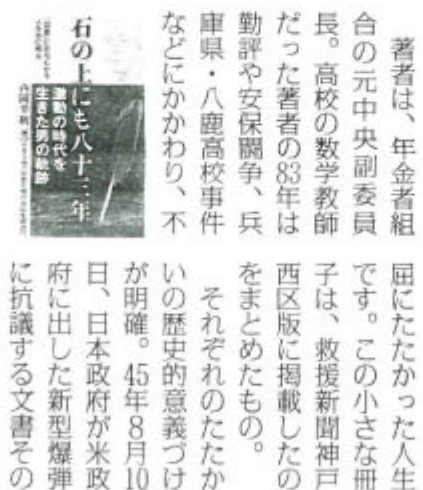 著者は、年金者組
合の元中央副委員
長。高校の数学教師
だった著者の83年は
勤評や安保闘争、兵
庫県・八鹿高校事件
などにかかわり、不
石の上にも八十三年
激動の時代を
生きた男の軌跡
屈にたたかった人生
です。この小さな冊
子は、救援新聞神戸
西区版に掲載したの
をまとめたもの。
それぞれのたたか
いの歴史的意義づけ
が明確。45年8月10
日、日本政府が米政
府に出した新型爆弾
に抗議する文書その